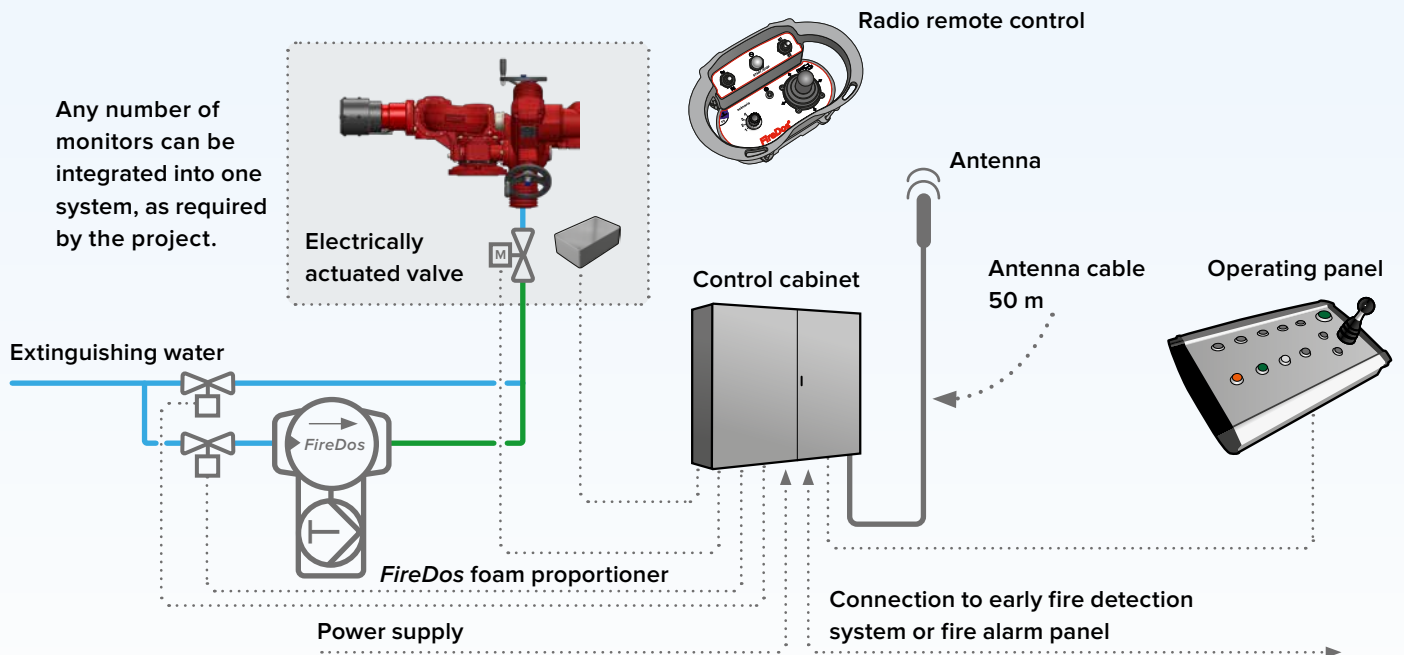 Radio remote control
Any number of
monitors can be
integrated into one
system, as required
by the project.
Antenna
Electrically
actuated valve
M
Control cabinet
Antenna cable
50 m
Operating panel
Extinguishing water
FireDos
FireDos
FireDos foam proportioner
Connection to early fire detection
system or fire alarm panel
Power supply